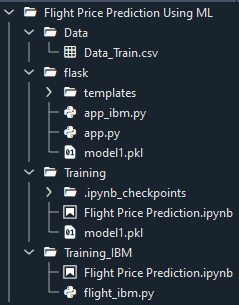 Flight Price Prediction Using ML
Data
Data_Train.csv
flask
templates
app_ibm.py
app.py
model1.pkl
Training
.ipynb_checkpoints
Flight Price Prediction.ipynb
model1.pkl
Training_IBM
Flight Price Prediction.ipynb
flight_ibm.py